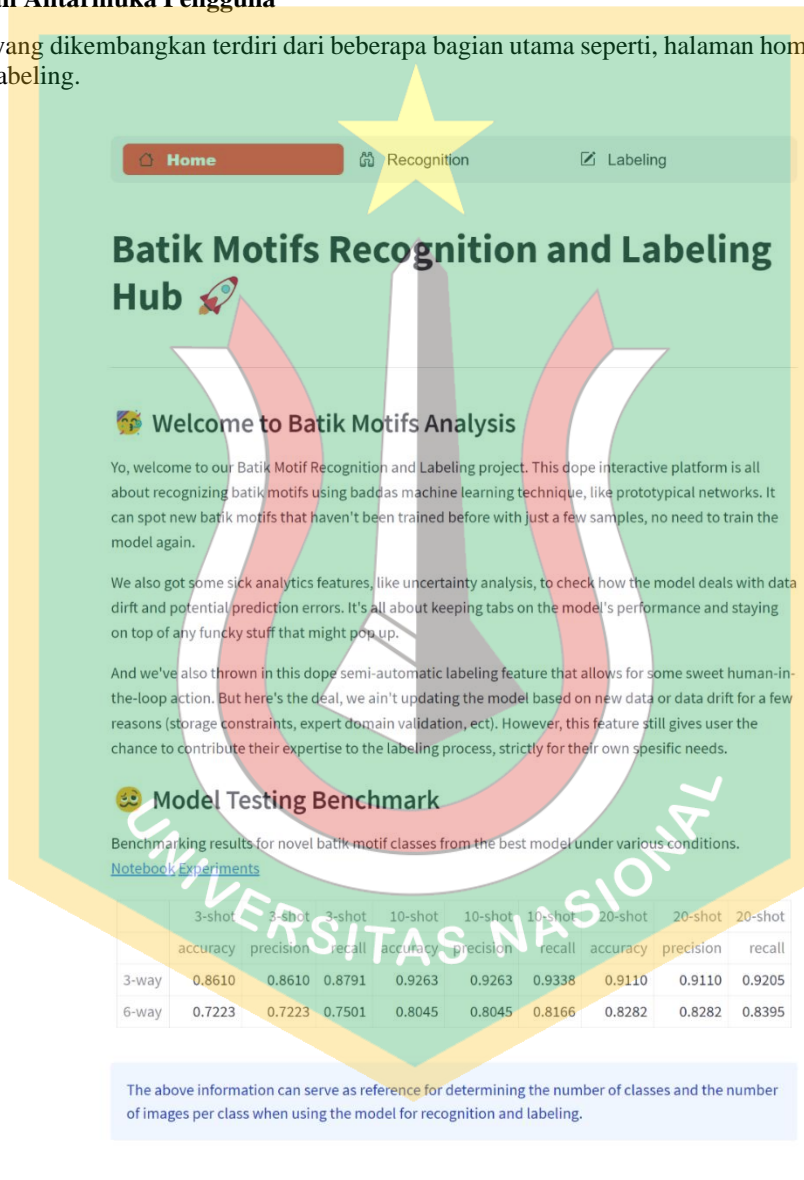 an Antarmuka Pengguna
yang dikembangkan terdiri dari beberapa bagian utama seperti, halaman hom
abeling.
Home Recognition Labeling
Batik Motifs Recognition and Labeling
Hub 🚀
Welcome to Batik Motifs Analysis
Yo, welcome to our Batik Motif Recognition and Labeling project. This dope interactive platform is all
about recognizing batik motifs using baddas machine learning technique, like prototypical networks. It
can spot new batik motifs that haven't been trained before with just a few samples, no need to train the
model again.
We also got some sick analytics features, like uncertainty analysis, to check how the model deals with data
dirft and potential prediction errors. It's all about keeping tabs on the model's performance and staying
on top of any funcky stuff that might pop up.
And we've also thrown in this dope semi-automatic labeling feature that allows for some sweet human-in-
the-loop action. But here's the deal, we ain't updating the model based on new data or data drift for a few
reasons (storage constraints, expert domain validation, ect). However, this feature still gives user the
chance to contribute their expertise to the labeling process, strictly for their own spesific needs.
Model Testing Benchmark
Benchmarking results for novel batik motif classes from the best model under various conditions.
Notebook Experiments
3-shot 3-shot 3-shot 10-shot 10-shot 10-shot 20-shot 20-shot 20-shot
accuracy precision recall accuracy precision recall accuracy precision recall
3-way 0.8610 0.8610 0.8791 0.9263 0.9263 0.9338 0.9110 0.9110 0.9205
6-way 0.7223 0.7223 0.7501 0.8045 0.8045 0.8166 0.8282 0.8282 0.8395
The above information can serve as reference for determining the number of classes and the number
of images per class when using the model for recognition and labeling.
UNIVERSITAS NASIONAL